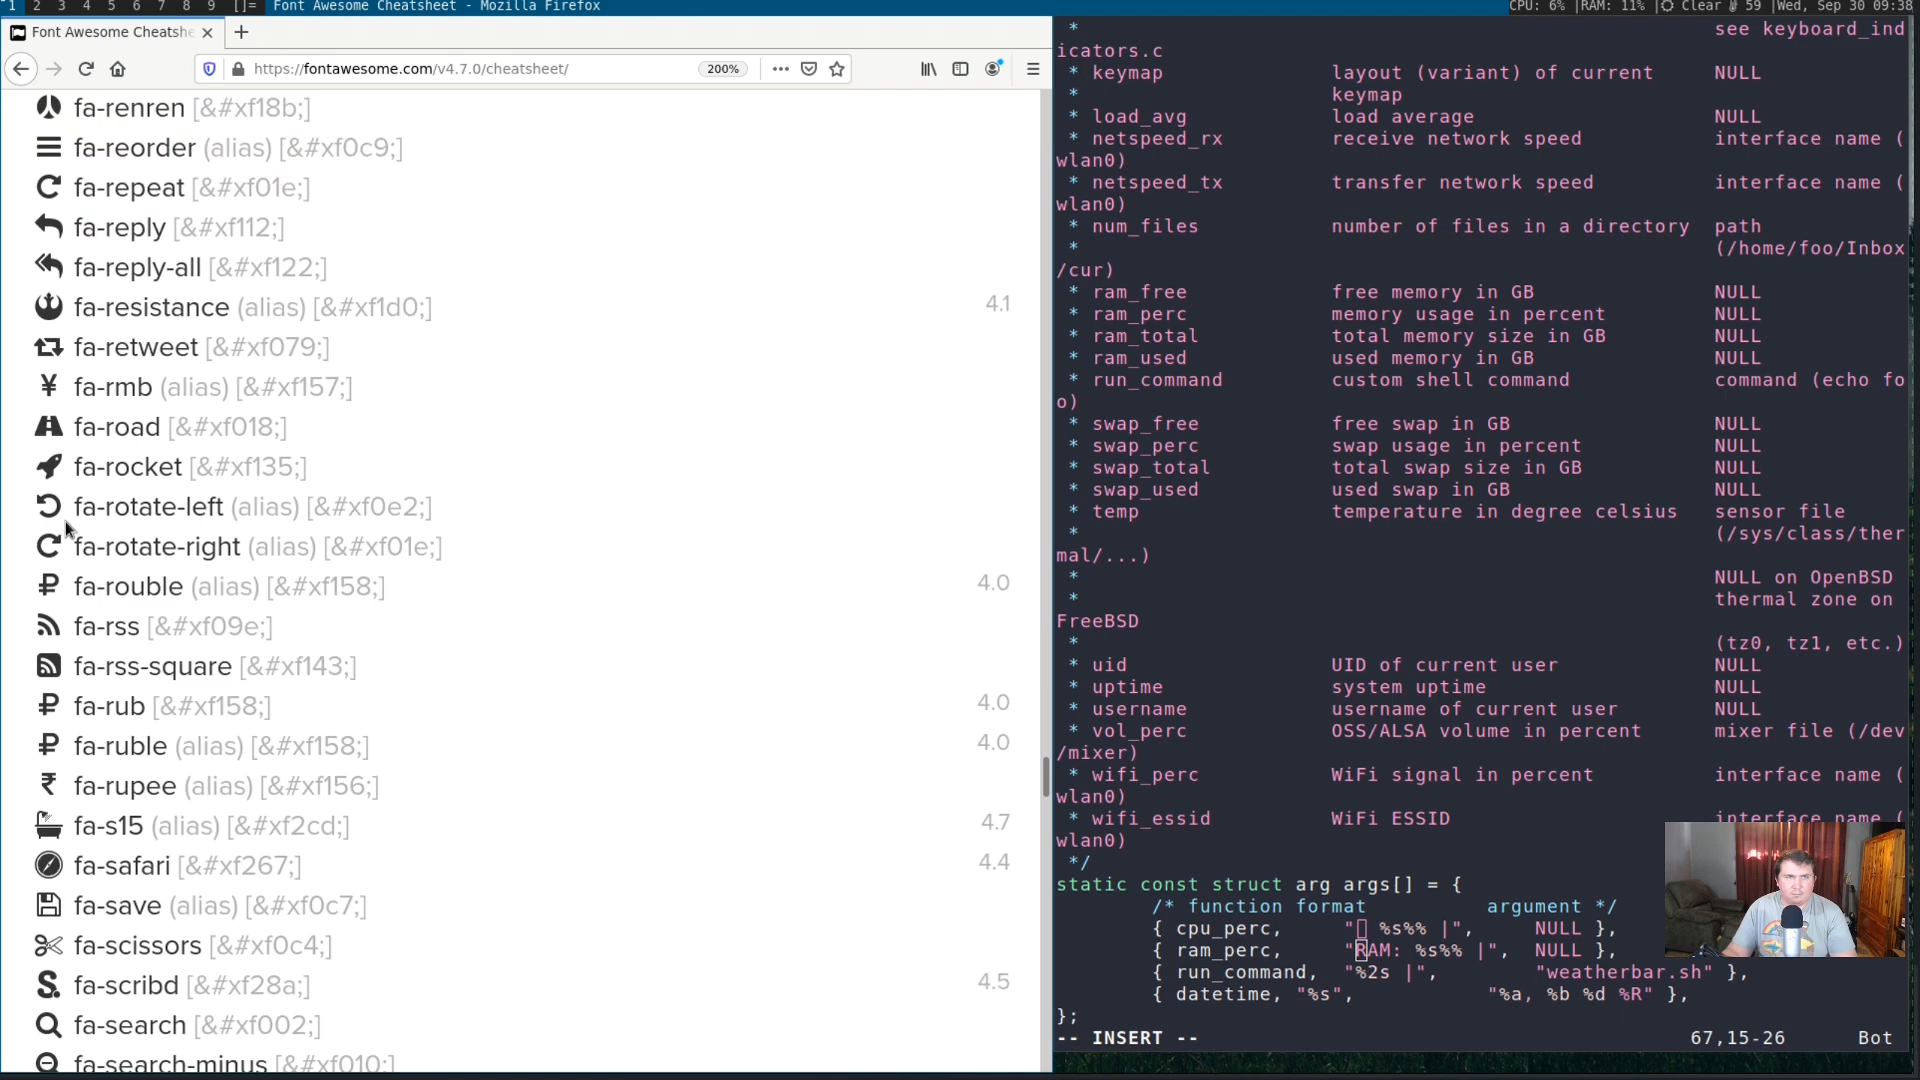 1 2 3 4 5 6 7 8 9 []= Font Awesome Cheatsheet - Mozilla Firefox
CPU: 6% |RAM: 11%| Clear 59 |Wed, Sep 30 09:38
Font Awesome Cheatshe
https://fontawesome.com/v4.7.0/cheatsheet/
200%
fa-renren [&#xf18b;]
fa-reorder (alias) [&#xf0c9;]
fa-repeat [&#xf01e;]
fa-reply [&#xf112;]
fa-reply-all [&#xf122;]
fa-resistance (alias) [&#xf1d0;] 4.1
fa-retweet [&#xf079;]
fa-rmb (alias) [&#xf157;]
fa-road [&#xf018;]
fa-rocket [&#xf135;]
fa-rotate-left (alias) [&#xf0e2;]
fa-rotate-right (alias) [&#xf01e;]
fa-rouble (alias) [&#xf158;] 4.0
fa-rss [&#xf09e;]
fa-rss-square [&#xf143;]
fa-rub [&#xf158;] 4.0
fa-ruble (alias) [&#xf158;] 4.0
fa-rupee (alias) [&#xf156;]
fa-s15 (alias) [&#xf2cd;] 4.7
fa-safari [&#xf267;] 4.4
fa-save (alias) [&#xf0c7;]
fa-scissors [&#xf0c4;]
fa-scribd [&#xf28a;] 4.5
fa-search [&#xf002;]
fa-search-minus [&#xf010;]
* see keyboard_ind
icators.c
* keymap layout (variant) of current NULL
* keymap
* load_avg load average NULL
* netspeed_rx receive network speed interface name (
wlan0)
* netspeed_tx transfer network speed interface name (
wlan0)
* num_files number of files in a directory path
* (/home/foo/Inbox
/cur)
* ram_free free memory in GB NULL
* ram_perc memory usage in percent NULL
* ram_total total memory size in GB NULL
* ram_used used memory in GB NULL
* run_command custom shell command command (echo fo
o)
* swap_free free swap in GB NULL
* swap_perc swap usage in percent NULL
* swap_total total swap size in GB NULL
* swap_used used swap in GB NULL
* temp temperature in degree celsius sensor file
* (/sys/class/ther
mal/...)
* NULL on OpenBSD
* thermal zone on
FreeBSD
* (tz0, tz1, etc.)
* uid UID of current user NULL
* uptime system uptime NULL
* username username of current user NULL
* vol_perc OSS/ALSA volume in percent mixer file (/dev
/mixer)
* wifi_perc WiFi signal in percent interface name (
wlan0)
* wifi_essid WiFi ESSID interface name (
wlan0)
*/
static const struct arg args[] = {
/* function format argument */
{ cpu_perc, " %s%% |", NULL },
{ ram_perc, "RAM: %s%% |", NULL },
{ run_command, "%2s |", "weatherbar.sh" },
{ datetime, "%s", "%a, %b %d %R" },
};
-- INSERT -- 67,15-26 Bot